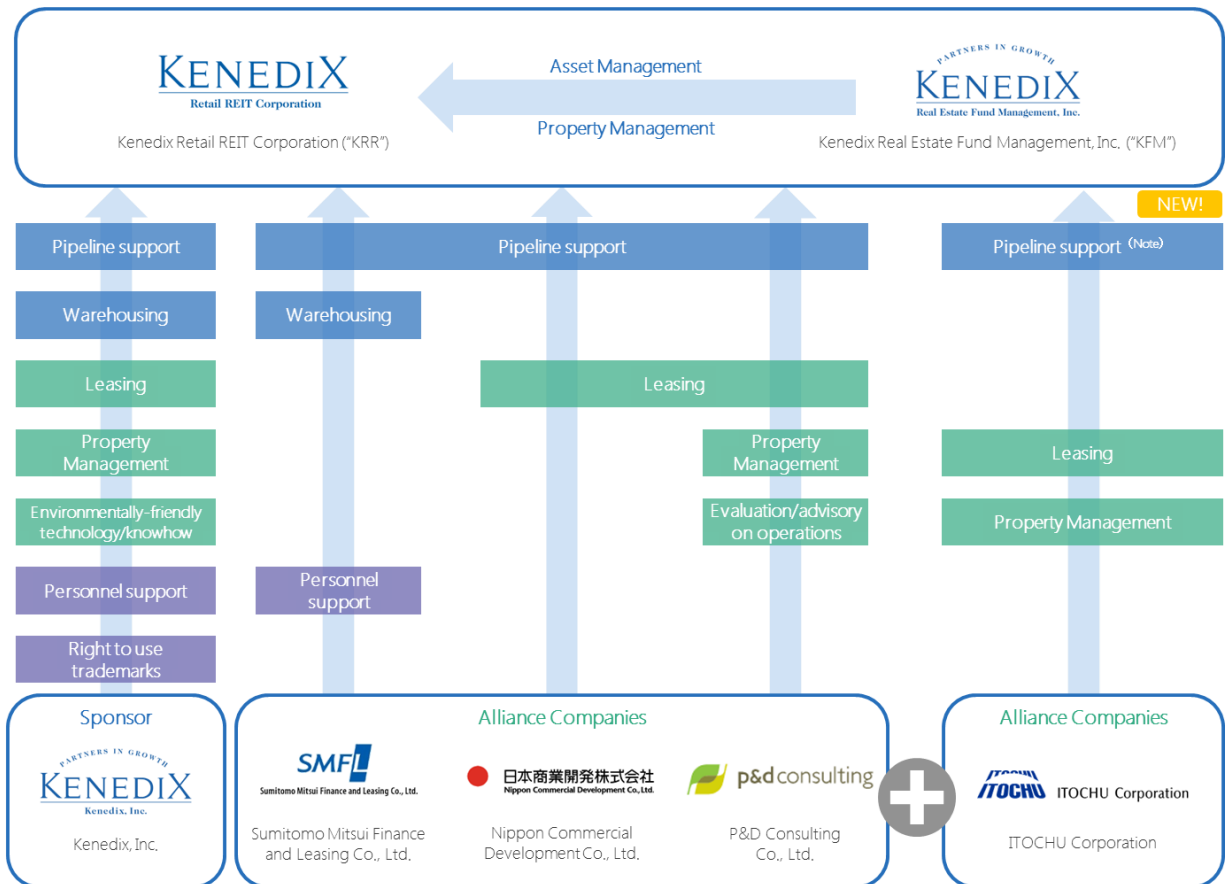 KENEDIX
Retail REIT Corporation
Kenedix Retail REIT Corporation (“KRR”)
Asset Management
Property Management
PARTNERS IN GROWTH
KENEDIX
Real Estate Fund Management, Inc.
Kenedix Real Estate Fund Management, Inc. (“KFM”)
NEW!
Pipeline support
Pipeline support
Pipeline support (Note)
Warehousing
Warehousing
Leasing
Leasing
Property
Management
Property
Management
Leasing
Environmentally-friendly
technology/knowhow
Evaluation/advisory
on operations
Property Management
Personnel support
Personnel
support
Right to use
trademarks
Sponsor
PARTNERS IN GROWTH
KENEDIX
Kenedix, Inc.
Kenedix, Inc.
Alliance Companies
SMFL
Sumitomo Mitsui Finance and Leasing Co., Ltd.
Sumitomo Mitsui Finance
and Leasing Co., Ltd.
日本商業開発株式会社
Nippon Commercial Development Co., Ltd.
Nippon Commercial
Development Co., Ltd.
p&d consulting
P&D Consulting
Co., Ltd.
Alliance Companies
ITOCHU
ITOCHU Corporation
ITOCHU Corporation